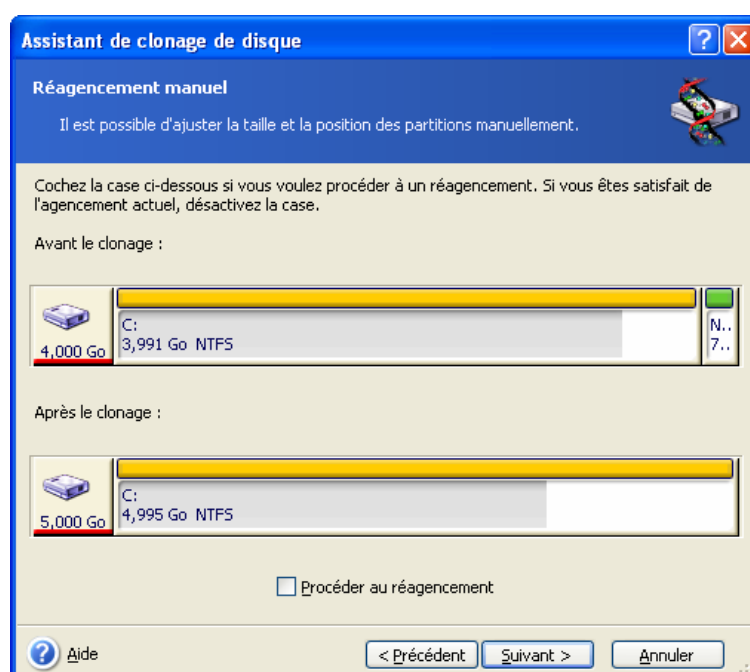 Assistant de clonage de disque
Réagencement manuel
Il est possible d'ajuster la taille et la position des partitions manuellement.
Cochez la case ci-dessous si vous voulez procéder à un réagencement. Si vous êtes satisfait de
l'agencement actuel, désactivez la case.
Avant le clonage :
4,000 Go
C:
3,991 Go NTFS
N..
7..
Après le clonage :
5,000 Go
C:
4,995 Go NTFS
Procéder au réagencement
Aide
< Précédent
Suivant >
Annuler